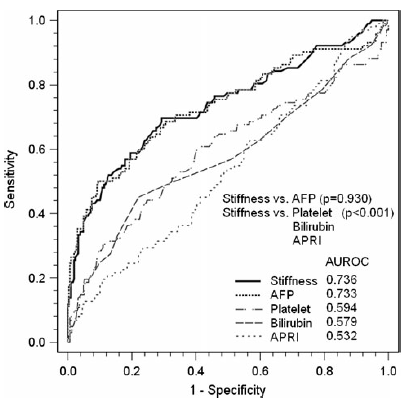 1.0
0.8
0.6
0.4
0.2
0.0
Sensitivity
Stiffness vs. AFP (p=0.930)
Stiffness vs. Platelet (p<0.001)
Bilirubin
APRI
AUROC
Stiffness 0.736
AFP 0.733
Platelet 0.594
Bilirubin 0.579
APRI 0.532
0.0 0.2 0.4 0.6 0.8 1.0
1 - Specificity